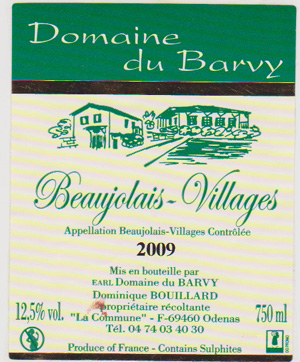 Domaine
du Barvy
Beaujolais-Villages
Appellation Beaujolais-Villages Contrôlée
2009
Mis en bouteille par
EARL Domaine du BARVY
Dominique BOUILLARD
propriétaire récoltante
12,5% vol. "La Commune" - F-69460 Odenas 750 ml
Tél. 04 74 03 40 30
Produce of France - Contains Sulphites